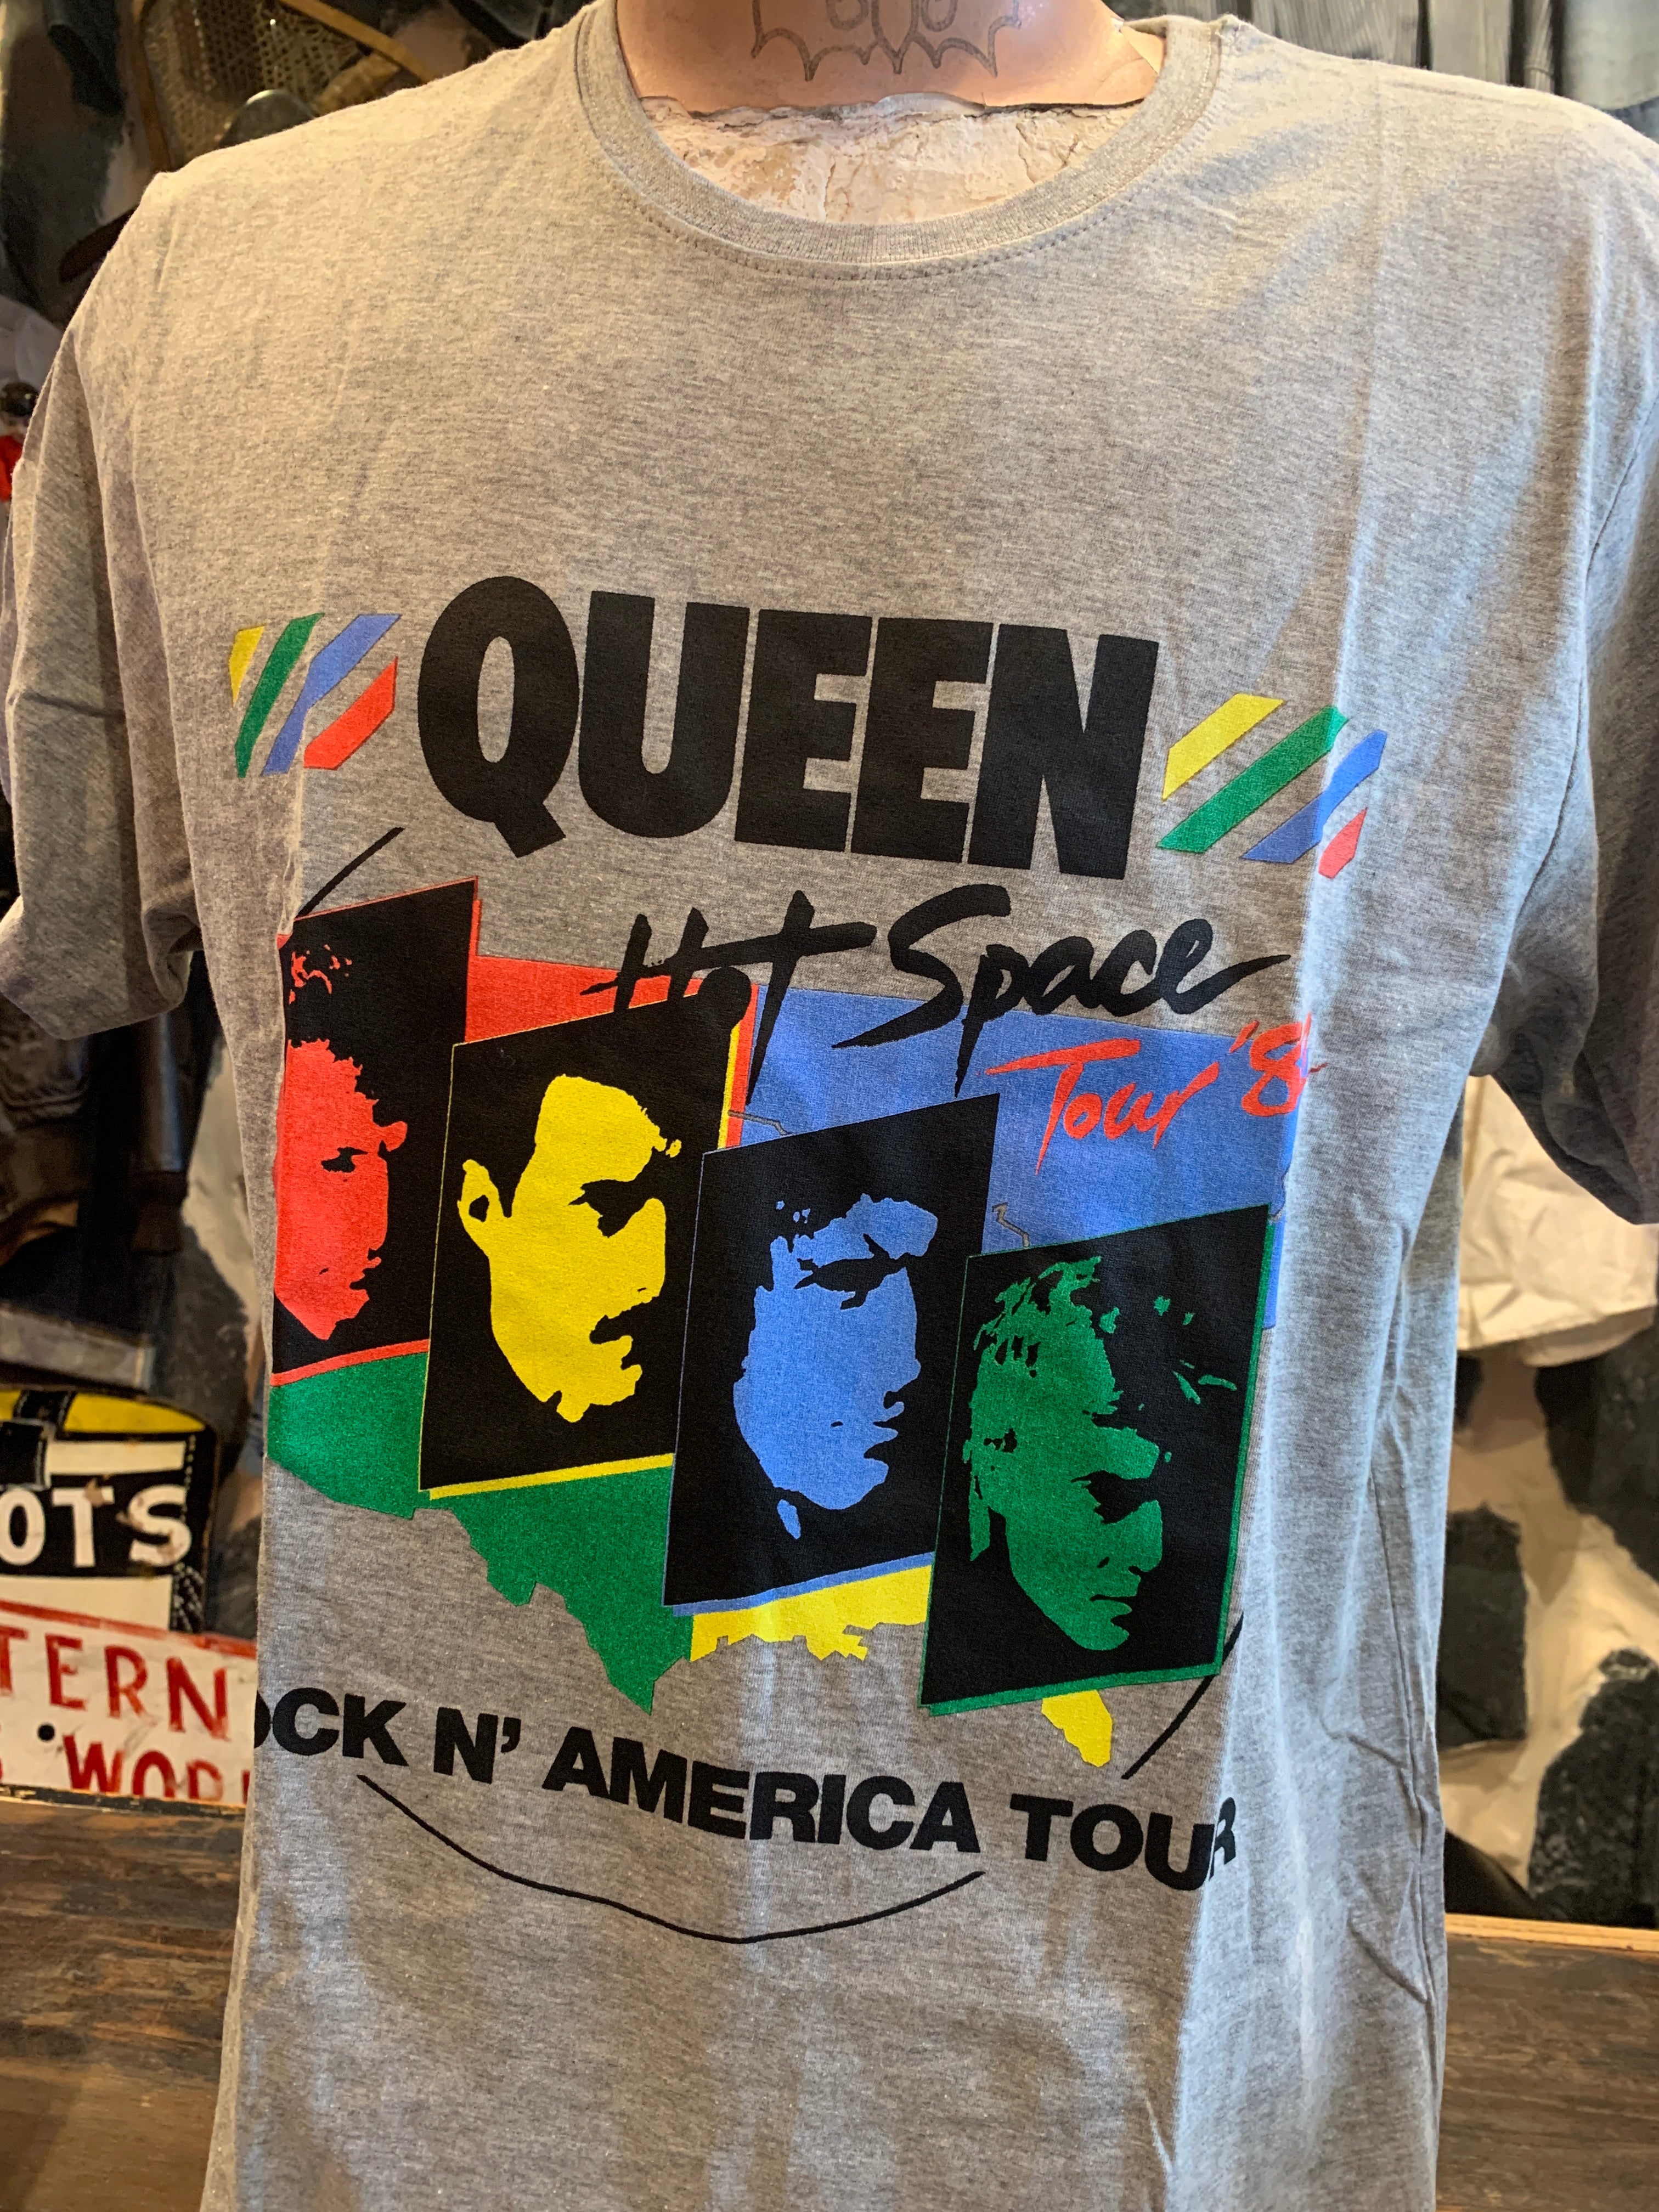 QUEEN
Hot Space
Tour '8
OCK N' AMERICA TOUR
OTS
TERN
WOR